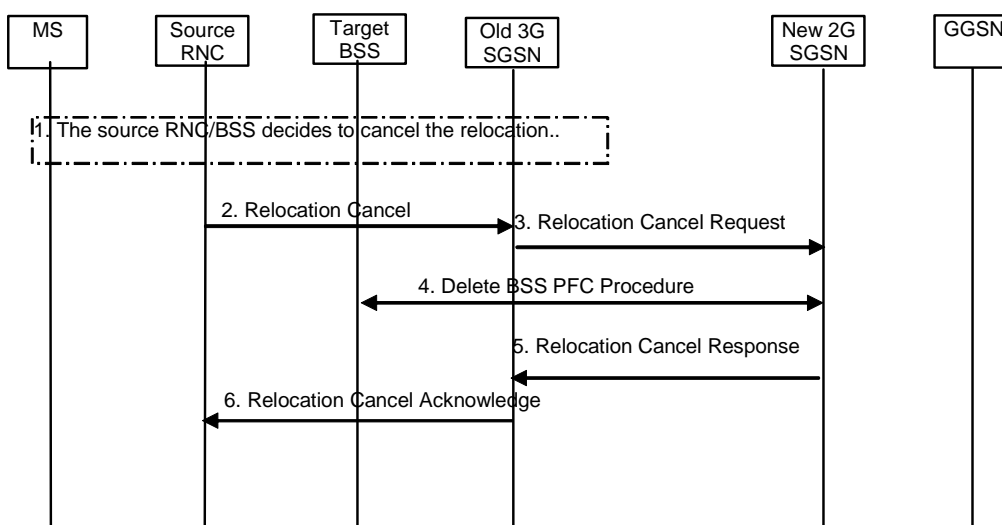 MS
Source
RNC
Target
BSS
Old 3G
SGSN
New 2G
SGSN
GGSN
1. The source RNC/BSS decides to cancel the relocation..
2. Relocation Cancel
3. Relocation Cancel Request
4. Delete BSS PFC Procedure
5. Relocation Cancel Response
6. Relocation Cancel Acknowledge